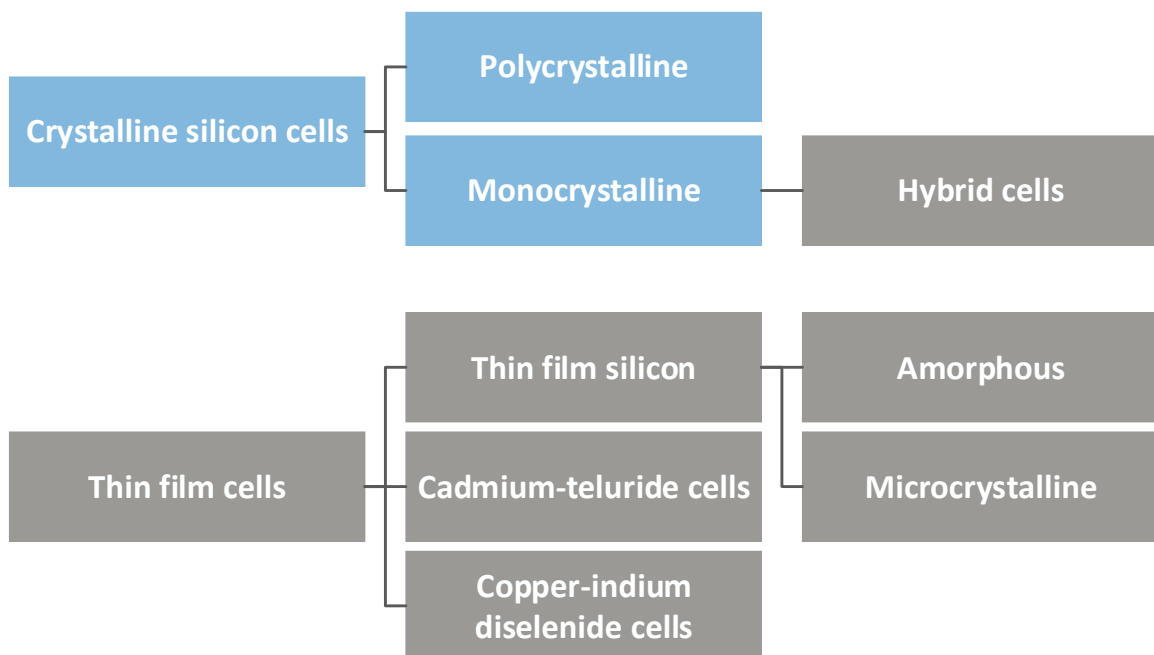 Polycrystalline
Crystalline silicon cells
Monocrystalline
Hybrid cells
Thin film silicon
Amorphous
Thin film cells
Cadmium-teluride cells
Microcrystalline
Copper-indium
diselenide cells